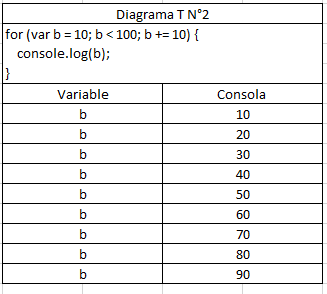 Diagrama T N°2
for (var b = 10; b < 100; b += 10) {
console.log(b);
}
Variable Consola
b 10
b 20
b 30
b 40
b 50
b 60
b 70
b 80
b 90